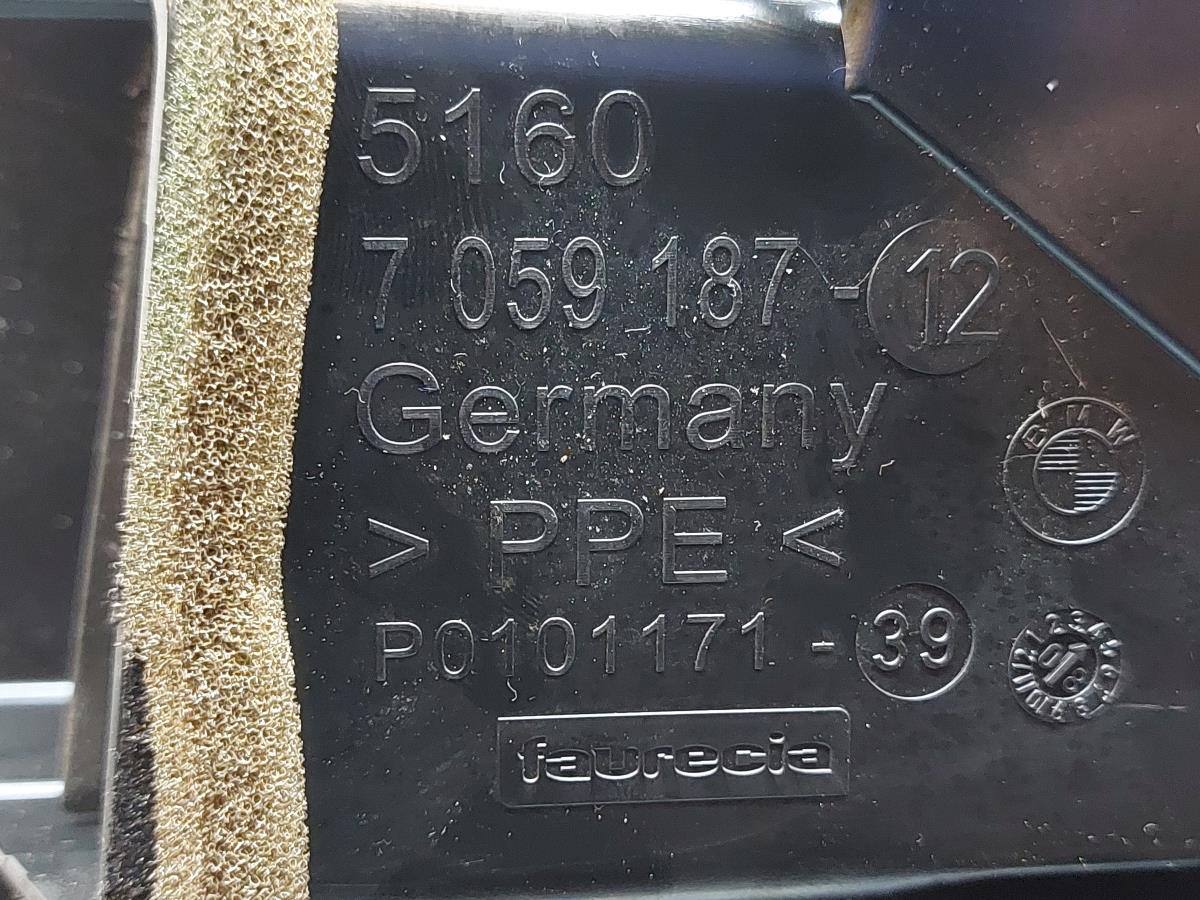 5160
7 059 187-12
Germany
BMW
> PPE <
P0101171-39
faurecia